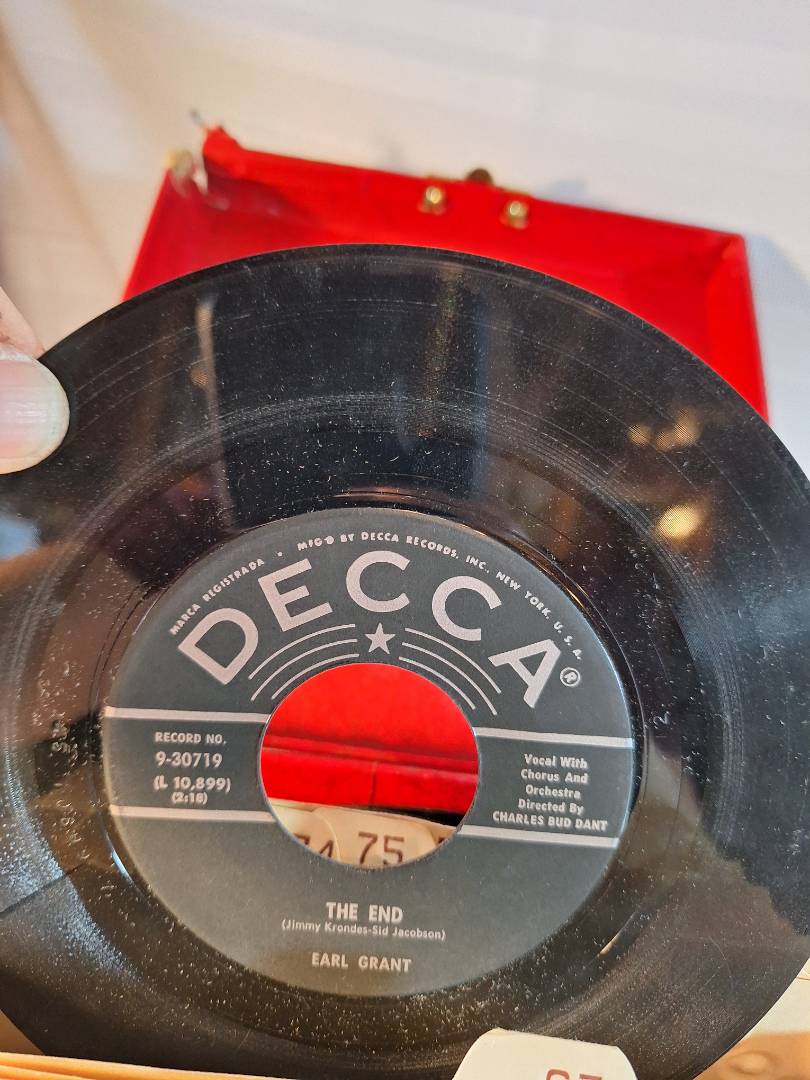 MARCA REGISTRADA • MFG'D BY DECCA RECORDS, INC., NEW YORK, U. S. A.
DECCA®
RECORD NO.
9-30719
(L 10,899)
(2:18)
Vocal With
Chorus And
Orchestra
Directed By
CHARLES BUD DANT
75
THE END
(Jimmy Krondes-Sid Jacobson)
EARL GRANT